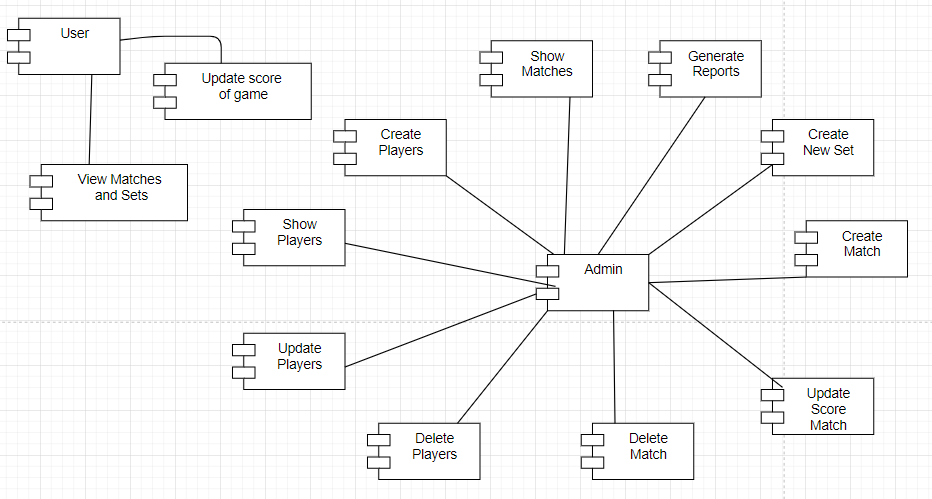 User
Update score
of game
View Matches
and Sets
Show
Matches
Generate
Reports
Create
Players
Create
New Set
Show
Players
Create
Match
Admin
Update
Players
Update
Score
Match
Delete
Players
Delete
Match